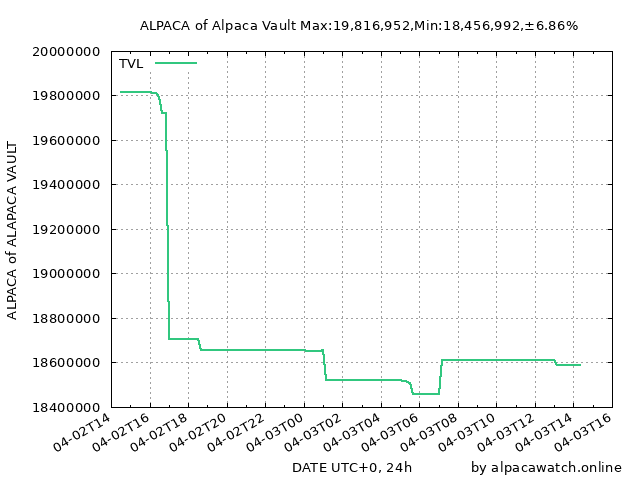 ALPACA of Alpaca Vault Max:19,816,952,Min:18,456,992,±6.86%
TVL
20000000
19800000
19600000
19400000
19200000
19000000
18800000
18600000
18400000
ALPACA of ALAPACA VAULT
04-02T14
04-02T16
04-02T18
04-02T20
04-02T22
04-03T00
04-03T02
04-03T04
04-03T06
04-03T08
04-03T10
04-03T12
04-03T14
04-03T16
DATE UTC+0, 24h
by alpacawatch.online